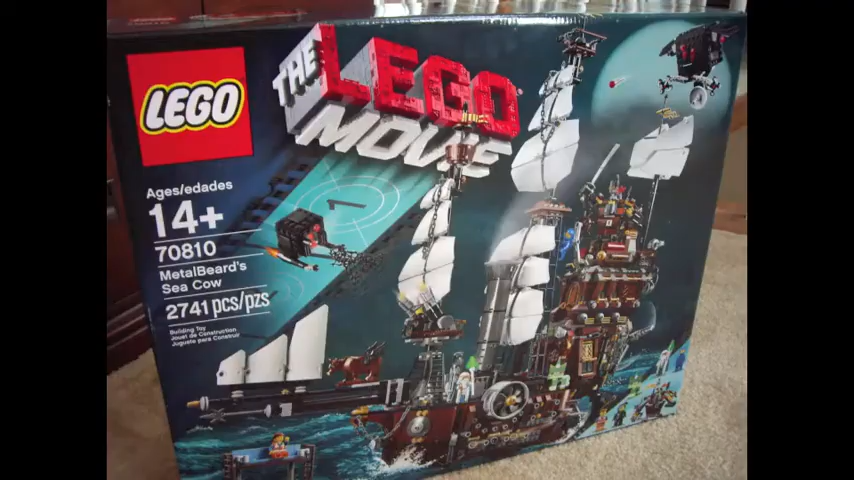 LEGO
THE LEGO MOVIE
Ages/edades
14+
70810
MetalBeard's
Sea Cow
2741 pcs/pzs
Building Toy
Jouet de Construction
Juguete para Construir
1